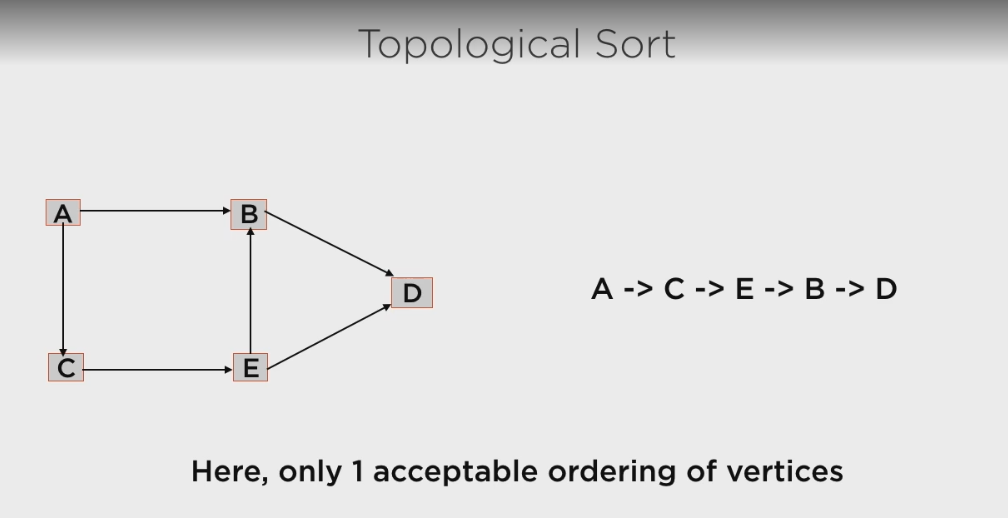 Topological Sort
A
B
D
C
E
A -> C -> E -> B -> D
Here, only 1 acceptable ordering of vertices